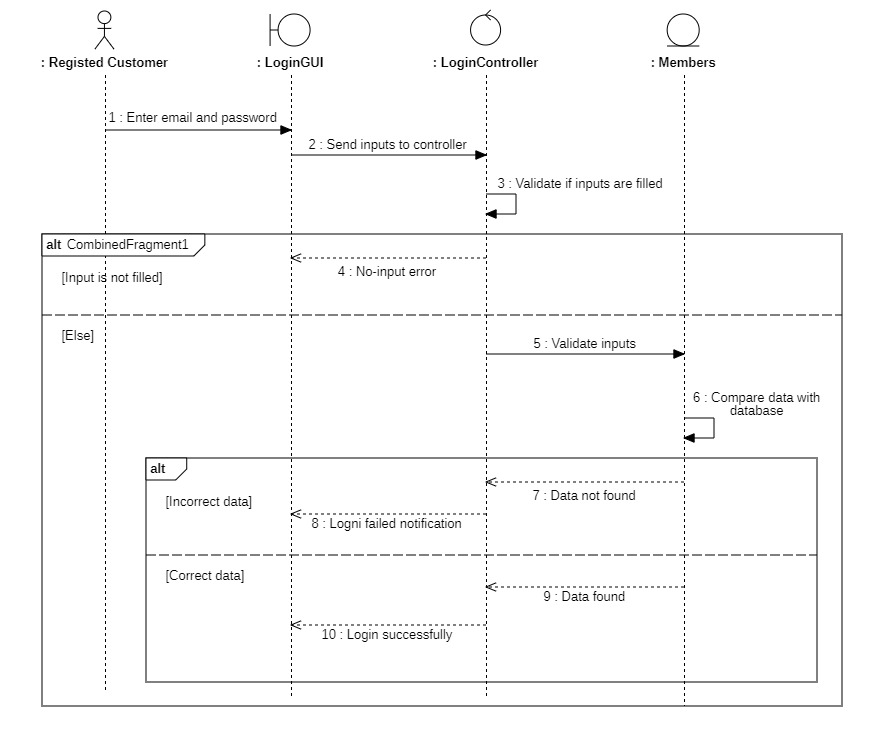 : Registed Customer
: LoginGUI
: LoginController
: Members
1 : Enter email and password
2 : Send inputs to controller
3 : Validate if inputs are filled
alt CombinedFragment1
4 : No-input error
[Input is not filled]
[Else]
5 : Validate inputs
6 : Compare data with
database
alt
7 : Data not found
[Incorrect data]
8 : Logni failed notification
[Correct data]
9 : Data found
10 : Login successfully